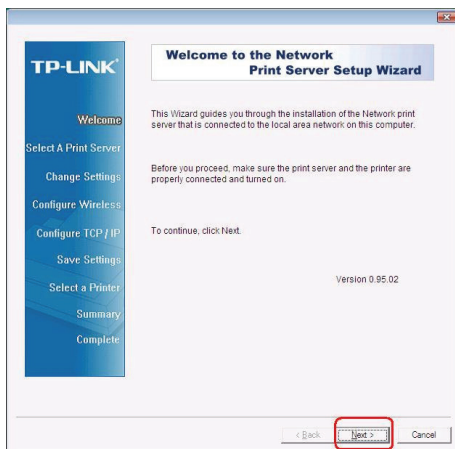 TP-LINK
Welcome
Select A Print Server
Change Settings
Configure Wireless
Configure TCP / IP
Save Settings
Select a Printer
Summary
Complete
Welcome to the Network
Print Server Setup Wizard
This Wizard guides you through the installation of the Network print
server that is connected to the local area network on this computer.
Before you proceed, make sure the print server and the printer are
properly connected and turned on.
To continue, click Next.
Version 0.95.02
< Back
Next >
Cancel